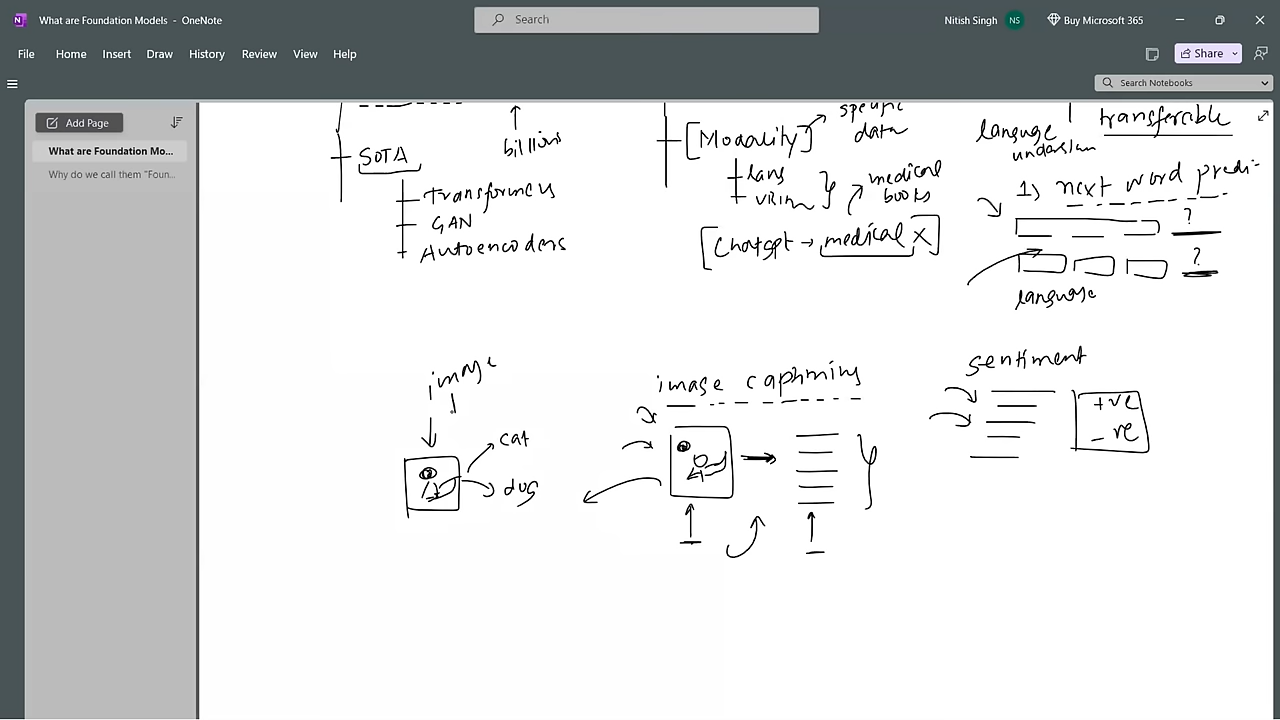 What are Foundation Models - OneNote
Search
Nitish Singh NS
Buy Microsoft 365
File Home Insert Draw History Review View Help
Share
Search Notebooks
Add Page
What are Foundation Mo...
Why do we call them "Foun...
billions
SOTA
Transformers
GAN
Autoencoders
[Modality]
specific
data
lang
medical
books
[Chatgpt → medical X]
language
transferrible
1) next word predi-
?
?
language
image
cat
dog
image captioning
sentiment
+ve
-ve